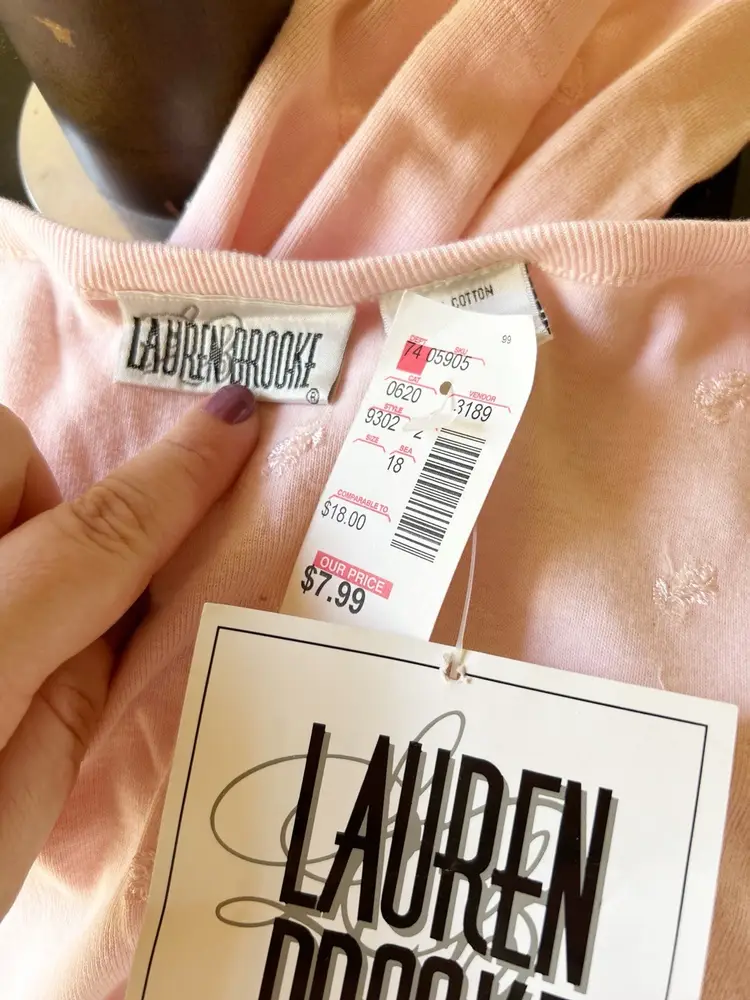 LAUREN BROOKE
®
COTTON
99
DEPT SKU
74 05905
CAT VENDOR
0620 3189
STYLE
9302 2
SIZE SEA
18
COMPARABLE TO
$18.00
OUR PRICE
$7.99
LAUREN
BROOKE